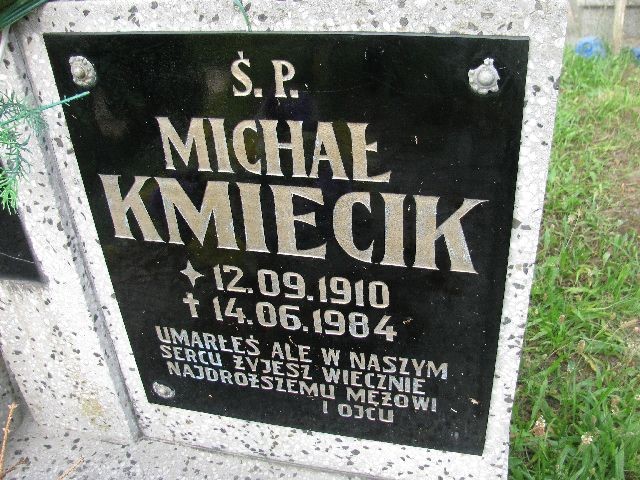 Ś. P.
MICHAŁ
KMIECIK
✦ 12.09.1910
✝ 14.06.1984
UMARŁEŚ ALE W NASZYM
SERCU ŻYJESZ WIECZNIE
NAJDROŻSZEMU MĘŻOWI
I OJCU